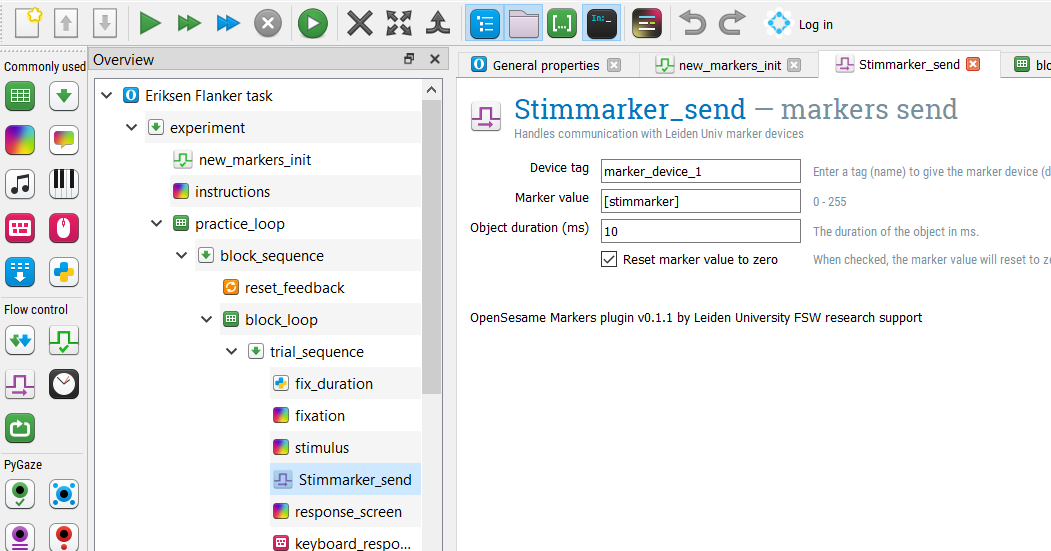 Log in
Commonly used
Flow control
PyGaze
Overview
Eriksen Flanker task
experiment
new_markers_init
instructions
practice_loop
block_sequence
reset_feedback
block_loop
trial_sequence
fix_duration
fixation
stimulus
Stimmarker_send
response_screen
keyboard_respo...
General properties
new_markers_init
Stimmarker_send
blo
Stimmarker_send – markers send
Handles communication with Leiden Univ marker devices
Device tag marker_device_1 Enter a tag (name) to give the marker device (d
Marker value [stimmarker] 0 - 255
Object duration (ms) 10 The duration of the object in ms.
Reset marker value to zero When checked, the marker value will reset to ze
OpenSesame Markers plugin v0.1.1 by Leiden University FSW research support